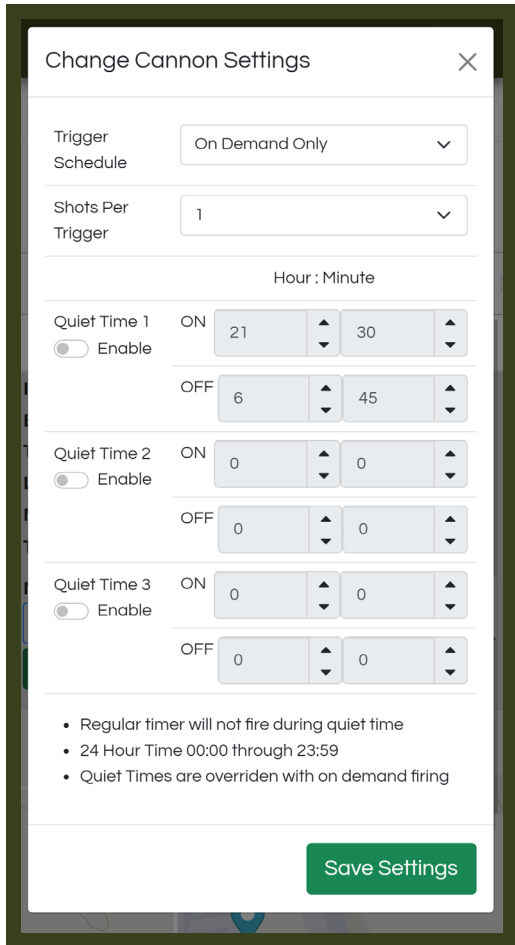 Change Cannon Settings
Trigger
Schedule
On Demand Only
Shots Per
Trigger
1
Hour : Minute
Quiet Time 1
Enable
ON
21
30
OFF
6
45
Quiet Time 2
Enable
ON
0
0
OFF
0
0
Quiet Time 3
Enable
ON
0
0
OFF
0
0
• Regular timer will not fire during quiet time
• 24 Hour Time 00:00 through 23:59
• Quiet Times are overriden with on demand firing
Save Settings